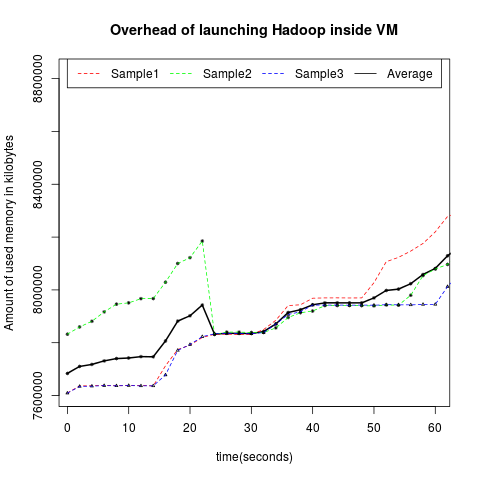 Overhead of launching Hadoop inside VM
Sample1 Sample2 Sample3 Average
Amount of used memory in kilobytes
8800000
8400000
8000000
7600000
0 10 20 30 40 50 60
time(seconds)